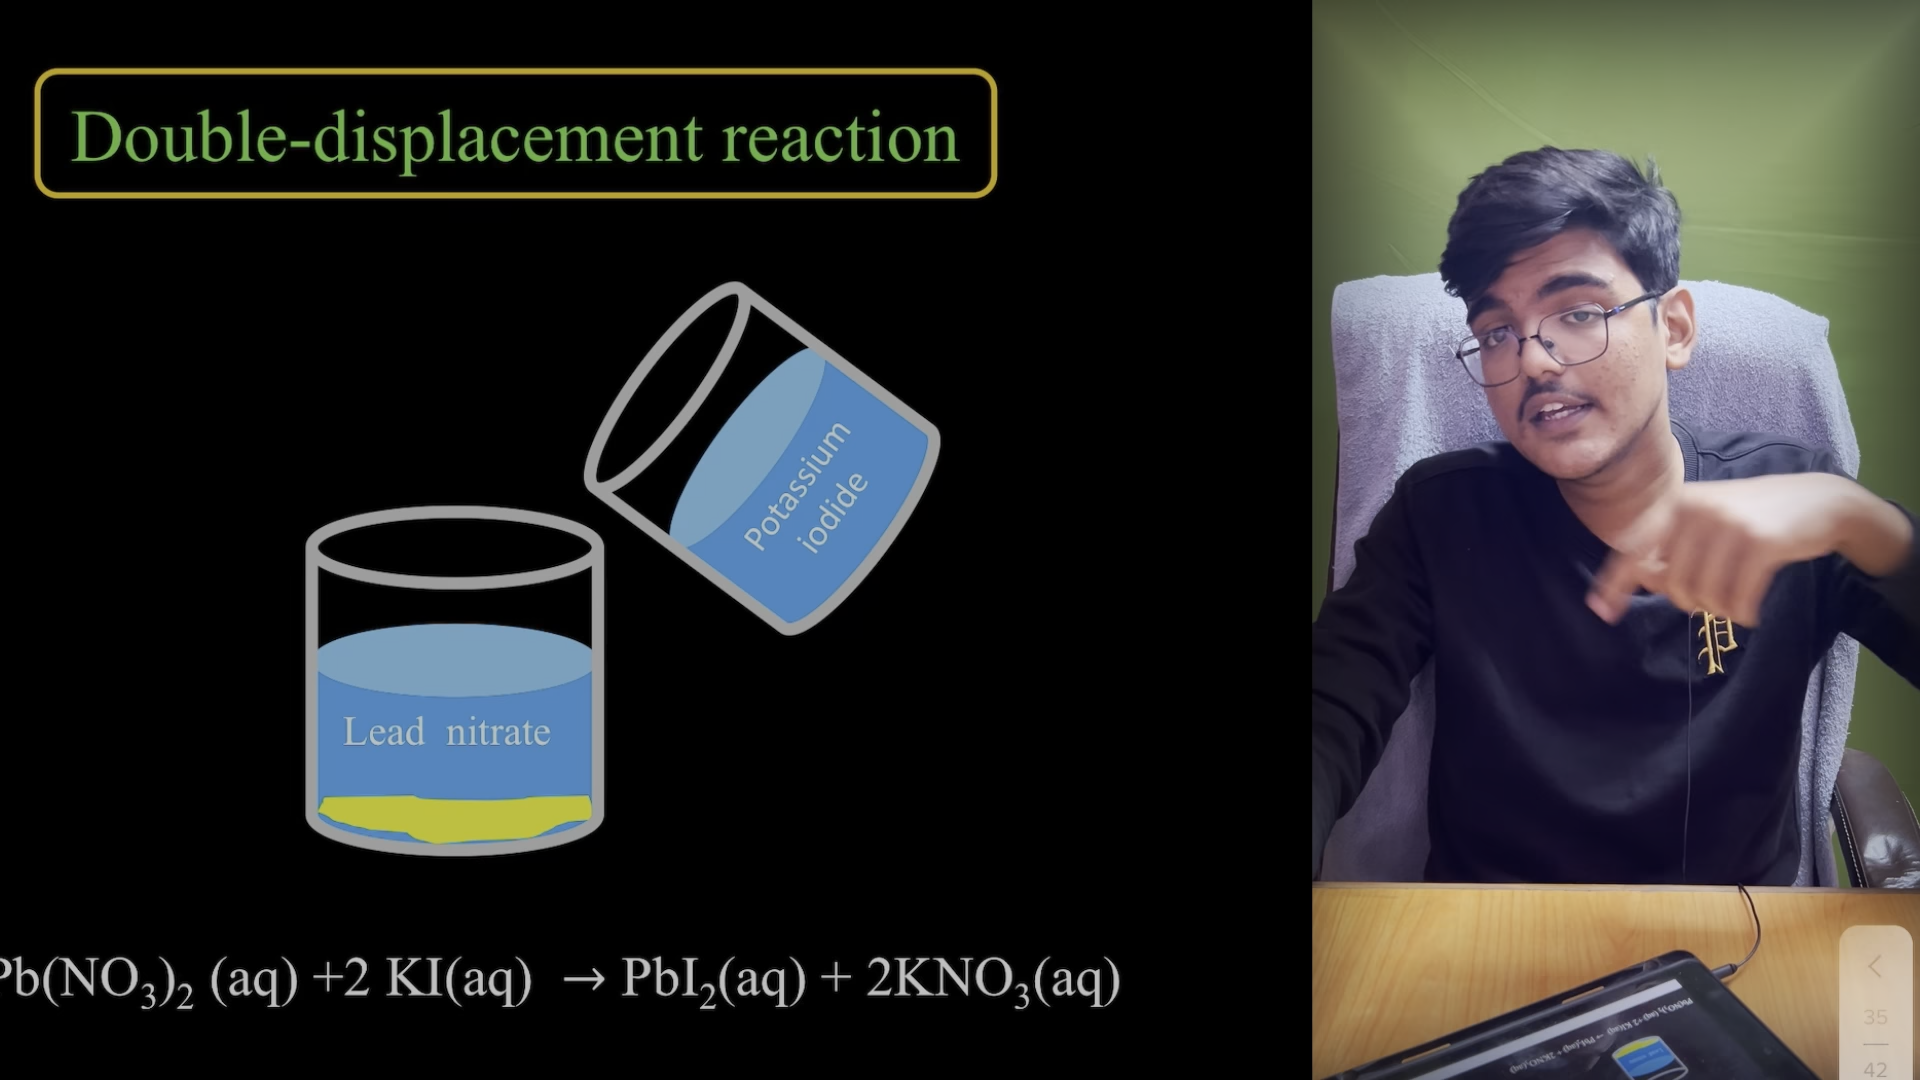 Double-displacement reaction
Potassium
iodide
Lead nitrate
Pb(NO₃)₂ (aq) +2 KI(aq) → PbI₂(aq) + 2KNO₃(aq)
p
35
42